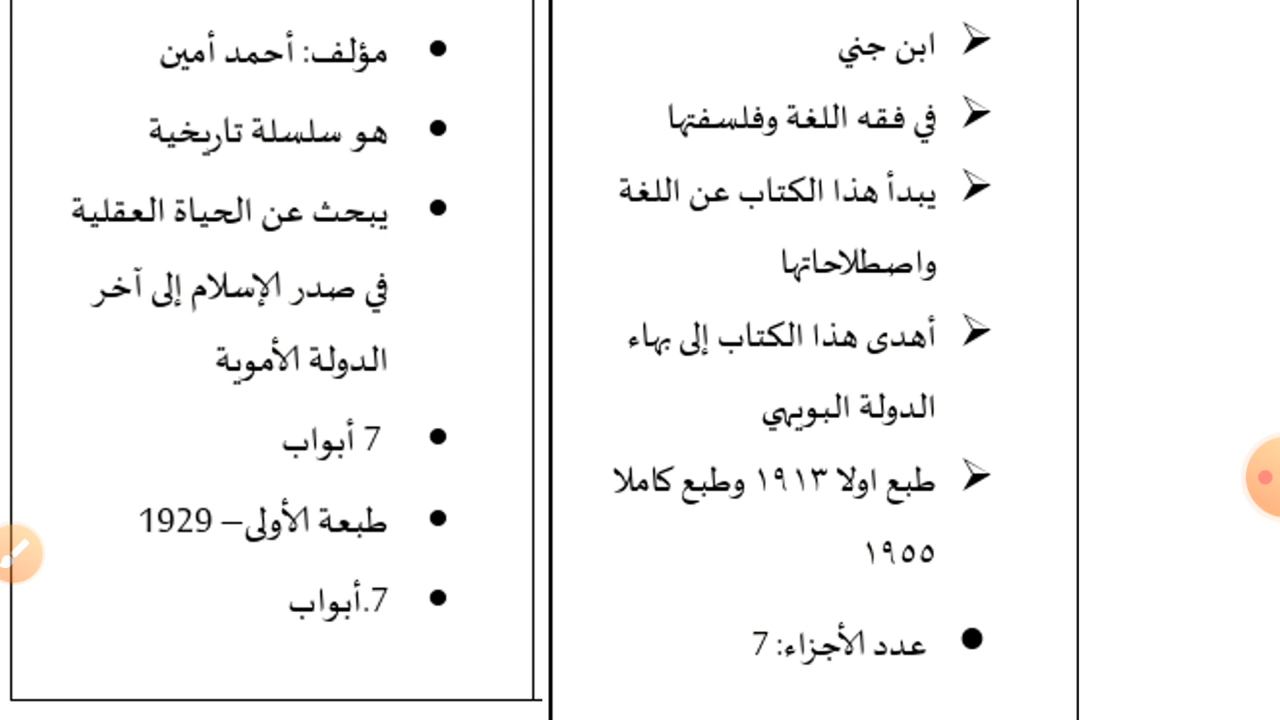 ابن جني
في فقه اللغة وفلسفتها
يبدأ هذا الكتاب عن اللغة
واصطلاحاتها
أهدى هذا الكتاب إلى بهاء
الدولة البويهي
طبع اولا ١٩١٣ وطبع كاملا
١٩٥٥
عدد الأجزاء: 7
مؤلف: أحمد أمين
هو سلسلة تاريخية
يبحث عن الحياة العقلية
في صدر الإسلام إلى آخر
الدولة الأموية
7 أبواب
طبعة الأولى– 1929
7.أبواب